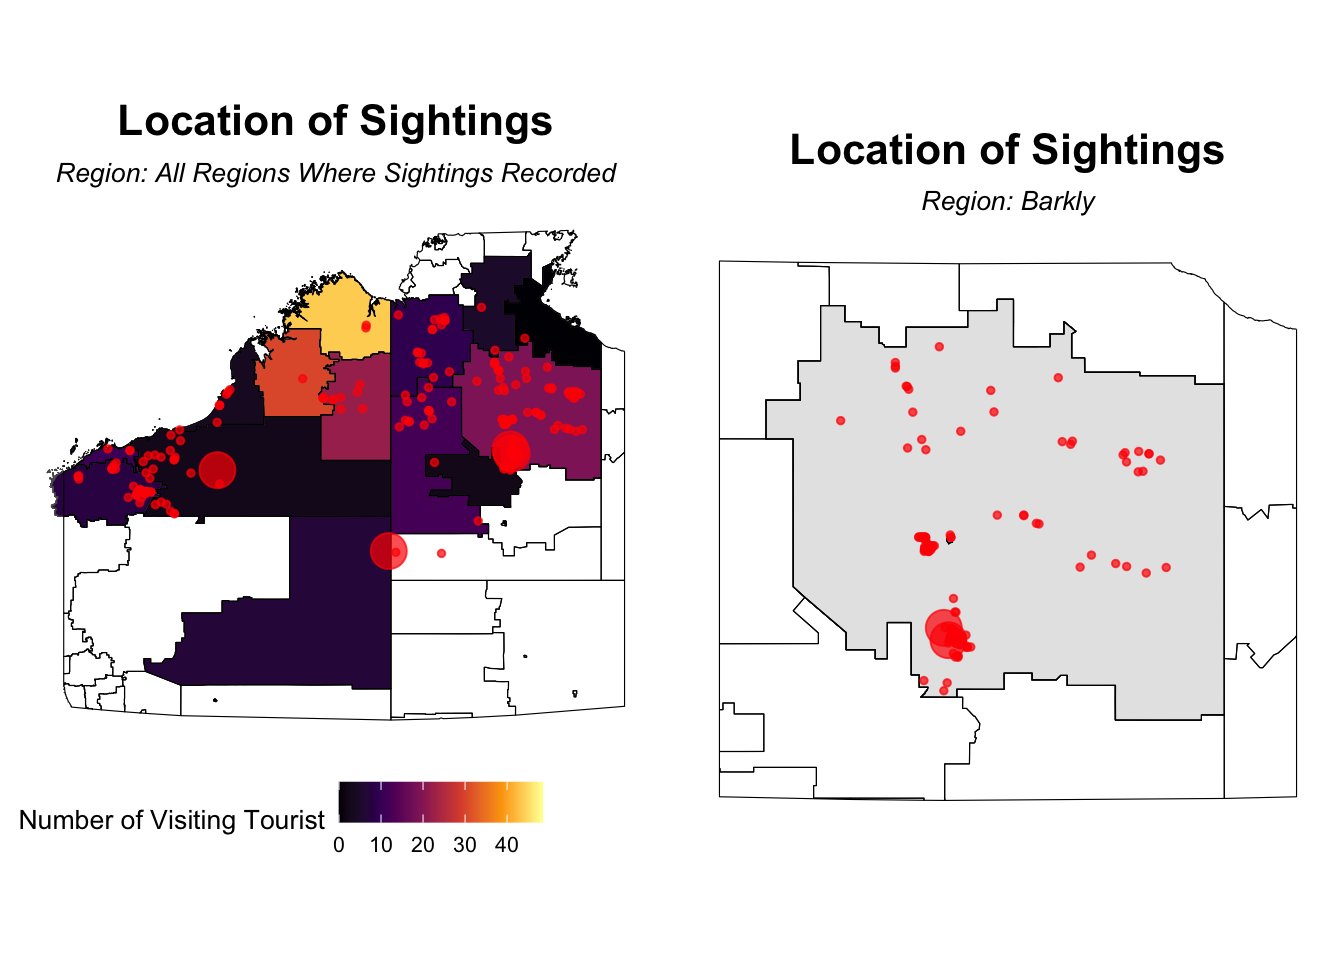 Location of Sightings
Region: All Regions Where Sightings Recorded
Location of Sightings
Region: Barkly
Number of Visiting Tourist
0 10 20 30 40